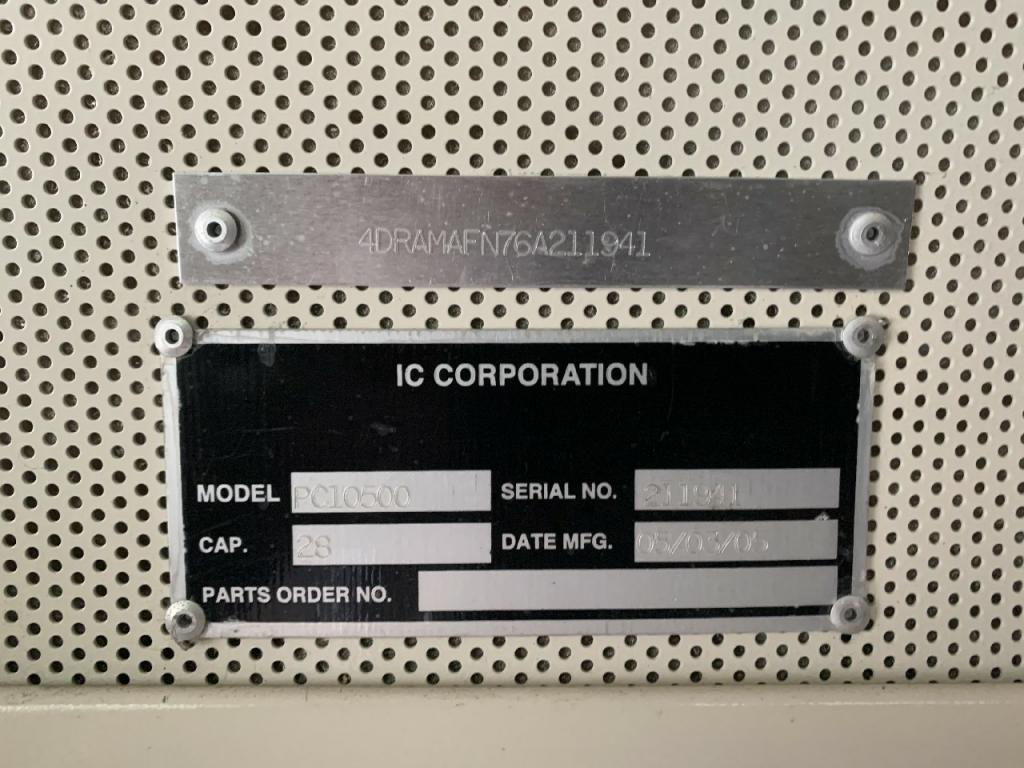 4DRAMAFN76A211941
IC CORPORATION
MODEL PC10500 SERIAL NO. 211941
CAP. 28 DATE MFG. 05/03/05
PARTS ORDER NO.